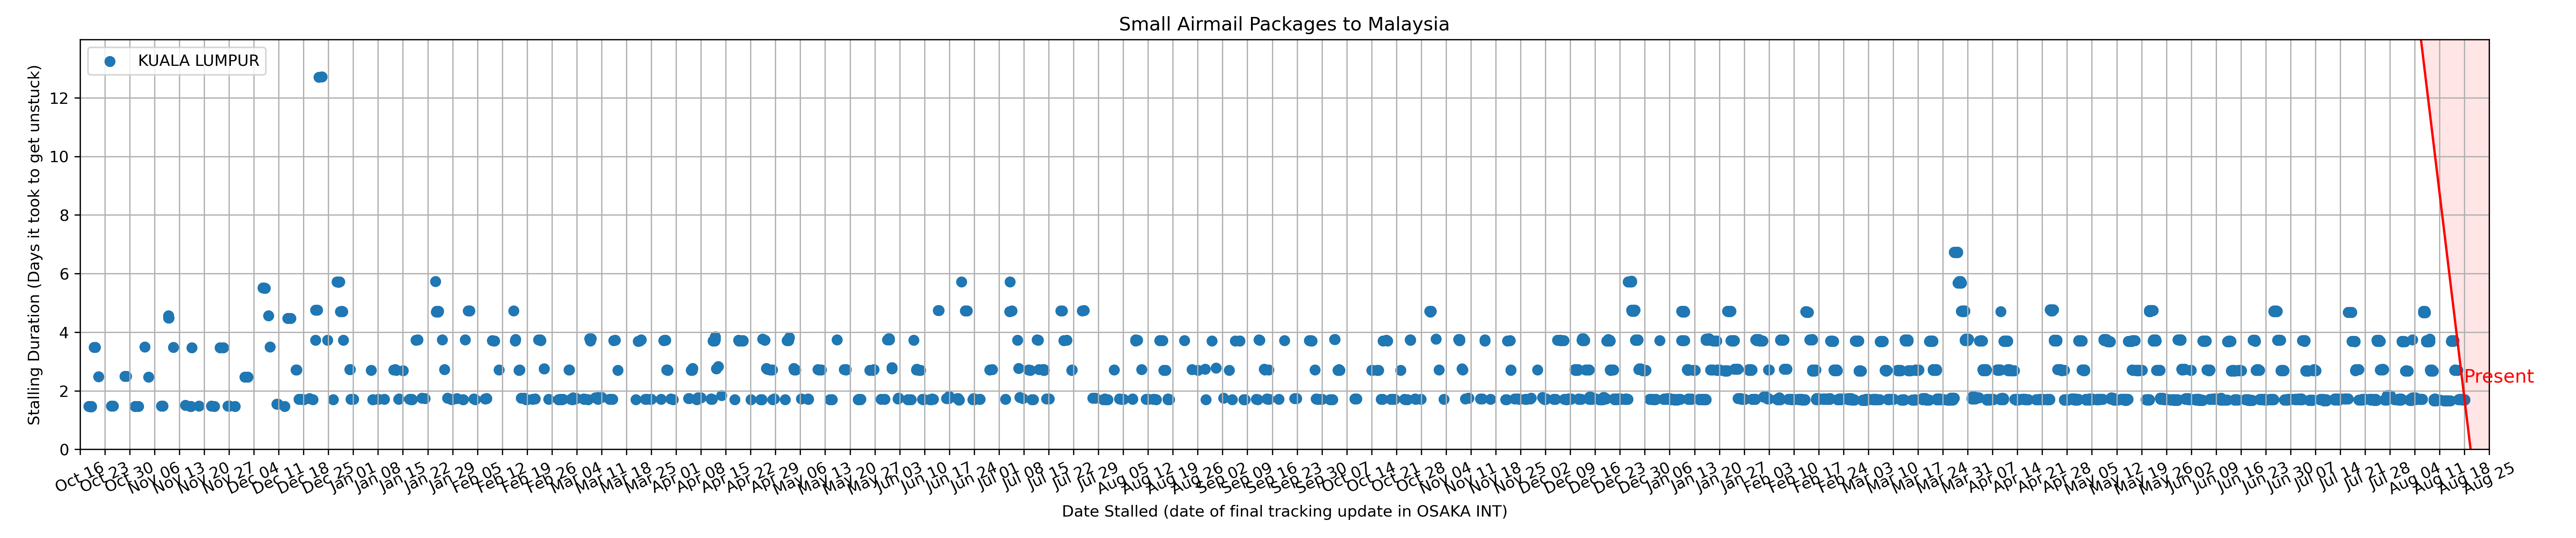 Small Airmail Packages to Malaysia
KUALA LUMPUR
Stalling Duration (Days it took to get unstuck)
12
10
8
6
4
2
0
Present
Oct 16 Oct 23 Oct 30 Nov 06 Nov 13 Nov 20 Nov 27 Dec 04 Dec 11 Dec 18 Dec 25 Jan 01 Jan 08 Jan 15 Jan 22 Jan 29 Feb 05 Feb 12 Feb 19 Feb 26 Mar 04 Mar 11 Mar 18 Mar 25 Apr 01 Apr 08 Apr 15 Apr 22 Apr 29 May 06 May 13 May 20 May 27 Jun 03 Jun 10 Jun 17 Jun 24 Jul 01 Jul 08 Jul 15 Jul 22 Jul 29 Aug 05 Aug 12 Aug 19 Aug 26 Sep 02 Sep 09 Sep 16 Sep 23 Sep 30 Oct 07 Oct 14 Oct 21 Oct 28 Nov 04 Nov 11 Nov 18 Nov 25 Dec 02 Dec 09 Dec 16 Dec 23 Dec 30 Jan 06 Jan 13 Jan 20 Jan 27 Feb 03 Feb 10 Feb 17 Feb 24 Mar 03 Mar 10 Mar 17 Mar 24 Mar 31 Apr 07 Apr 14 Apr 21 Apr 28 May 05 May 12 May 19 May 26 Jun 02 Jun 09 Jun 16 Jun 23 Jun 30 Jul 07 Jul 14 Jul 21 Jul 28 Aug 04 Aug 11 Aug 18 Aug 25
Date Stalled (date of final tracking update in OSAKA INT)